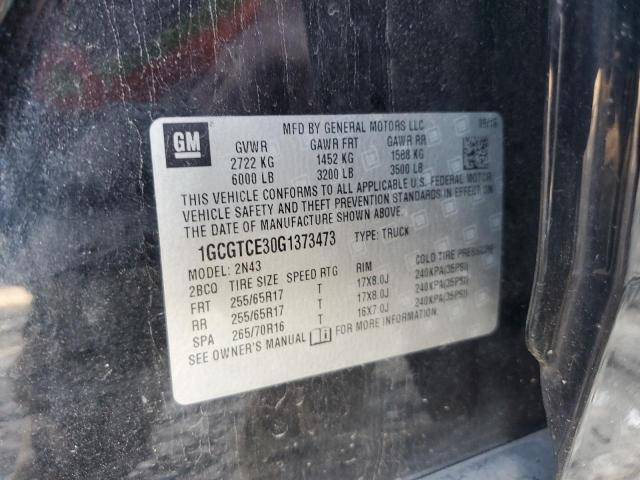 GM
MFD BY GENERAL MOTORS LLC
GVWR GAWR FRT GAWR RR
2722 KG 1452 KG 1588 KG
6000 LB 3200 LB 3500 LB
THIS VEHICLE CONFORMS TO ALL APPLICABLE U.S. FEDERAL MOTOR
VEHICLE SAFETY AND THEFT PREVENTION STANDARDS IN EFFECT ON
THE DATE OF MANUFACTURE SHOWN ABOVE.
1GCGTCE30G1373473 TYPE: TRUCK
MODEL: 2N43
2BCQ TIRE SIZE SPEED RTG RIM COLD TIRE PRESSURE
FRT 255/65R17 T 17X8.0J 240KPA(35PSI)
RR 255/65R17 T 17X8.0J 240KPA(35PSI)
SPA 265/70R16 T 16X7.0J 240KPA(35PSI)
SEE OWNER'S MANUAL FOR MORE INFORMATION.